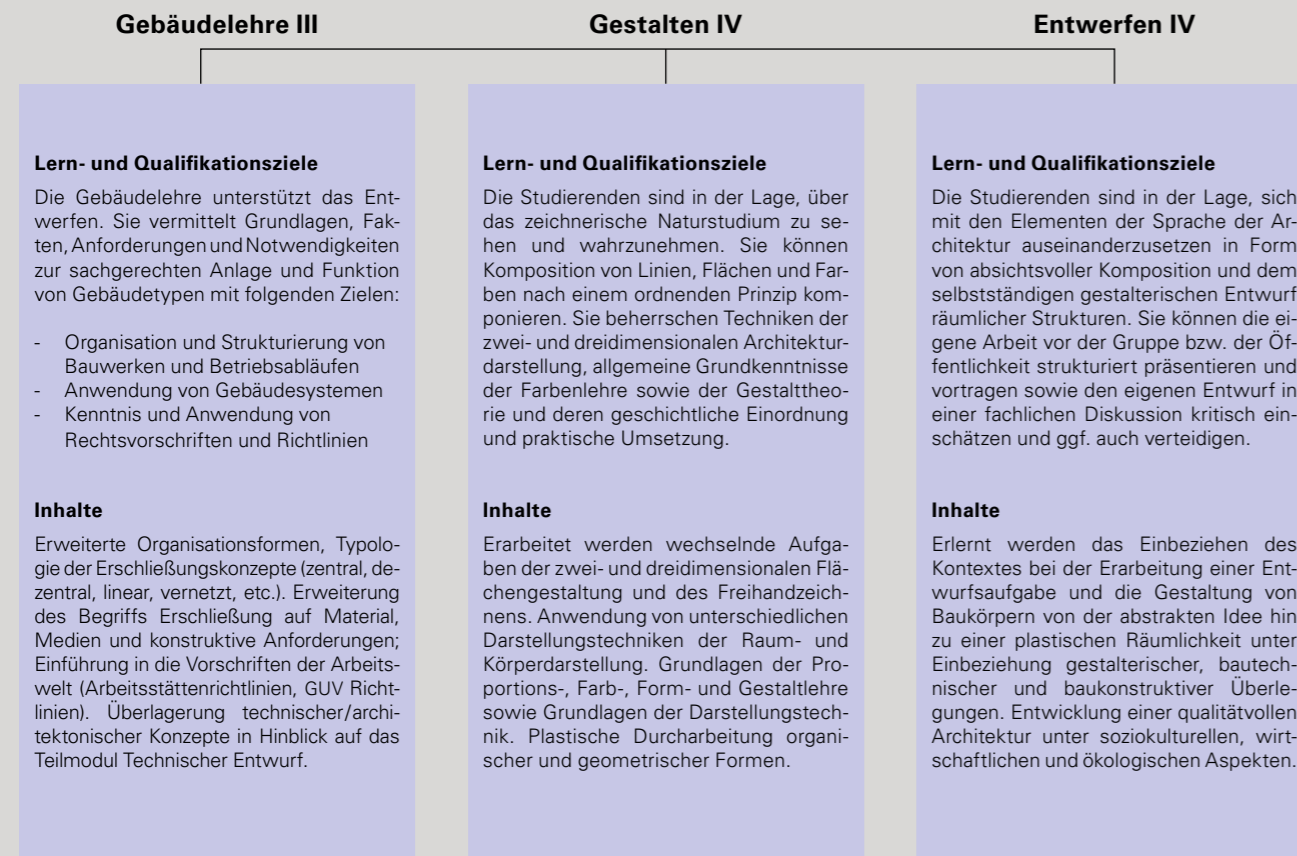 Gebäudelehre III
Lern- und Qualifikationsziele
Die Gebäudelehre unterstützt das Ent-
werfen. Sie vermittelt Grundlagen, Fak-
ten, Anforderungen und Notwendigkeiten
zur sachgerechten Anlage und Funktion
von Gebäudetypen mit folgenden Zielen:
- Organisation und Strukturierung von
Bauwerken und Betriebsabläufen
- Anwendung von Gebäudesystemen
- Kenntnis und Anwendung von
Rechtsvorschriften und Richtlinien
Inhalte
Erweiterte Organisationsformen, Typolo-
gie der Erschließungskonzepte (zentral, de-
zentral, linear, vernetzt, etc.). Erweiterung
des Begriffs Erschließung auf Material,
Medien und konstruktive Anforderungen;
Einführung in die Vorschriften der Arbeits-
welt (Arbeitsstättenrichtlinien, GUV Richt-
linien). Überlagerung technischer/archi-
tektonischer Konzepte in Hinblick auf das
Teilmodul Technischer Entwurf.
Gestalten IV
Lern- und Qualifikationsziele
Die Studierenden sind in der Lage, über
das zeichnerische Naturstudium zu se-
hen und wahrzunehmen. Sie können
Komposition von Linien, Flächen und Far-
ben nach einem ordnenden Prinzip kom-
ponieren. Sie beherrschen Techniken der
zwei- und dreidimensionalen Architektur-
darstellung, allgemeine Grundkenntnisse
der Farbenlehre sowie der Gestalttheo-
rie und deren geschichtliche Einordnung
und praktische Umsetzung.
Inhalte
Erarbeitet werden wechselnde Aufga-
ben der zwei- und dreidimensionalen Flä-
chengestaltung und des Freihandzeich-
nens. Anwendung von unterschiedlichen
Darstellungstechniken der Raum- und
Körperdarstellung. Grundlagen der Pro-
portions-, Farb-, Form- und Gestaltlehre
sowie Grundlagen der Darstellungstech-
nik. Plastische Durcharbeitung organi-
scher und geometrischer Formen.
Entwerfen IV
Lern- und Qualifikationsziele
Die Studierenden sind in der Lage, sich
mit den Elementen der Sprache der Ar-
chitektur auseinanderzusetzen in Form
von absichtsvoller Komposition und dem
selbstständigen gestalterischen Entwurf
räumlicher Strukturen. Sie können die ei-
gene Arbeit vor der Gruppe bzw. der Öf-
fentlichkeit strukturiert präsentieren und
vortragen sowie den eigenen Entwurf in
einer fachlichen Diskussion kritisch ein-
schätzen und ggf. auch verteidigen.
Inhalte
Erlernt werden das Einbeziehen des
Kontextes bei der Erarbeitung einer Ent-
wurfsaufgabe und die Gestaltung von
Baukörpern von der abstrakten Idee hin
zu einer plastischen Räumlichkeit unter
Einbeziehung gestalterischer, bautech-
nischer und baukonstruktiver Überle-
gungen. Entwicklung einer qualitätvollen
Architektur unter soziokulturellen, wirt-
schaftlichen und ökologischen Aspekten.